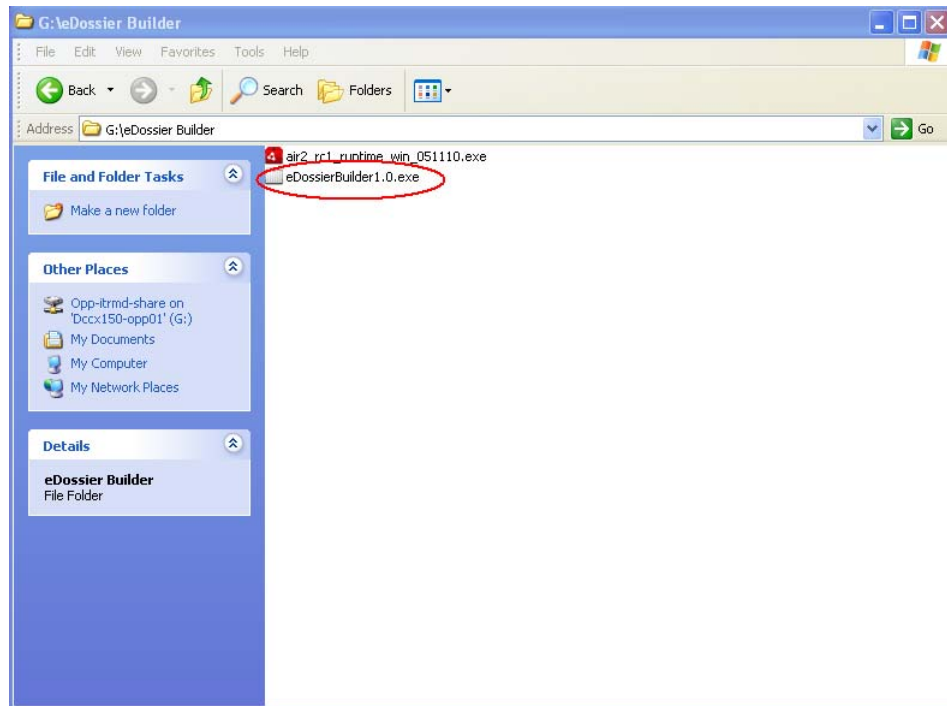 G:\eDossier Builder
File Edit View Favorites Tools Help
Back Search Folders
Address G:\eDossier Builder Go
air2_rc1_runtime_win_051110.exe
eDossierBuilder1.0.exe
File and Folder Tasks
Make a new folder
Other Places
Opp-itrmd-share on
'Dccx150-opp01' (G:)
My Documents
My Computer
My Network Places
Details
eDossier Builder
File Folder